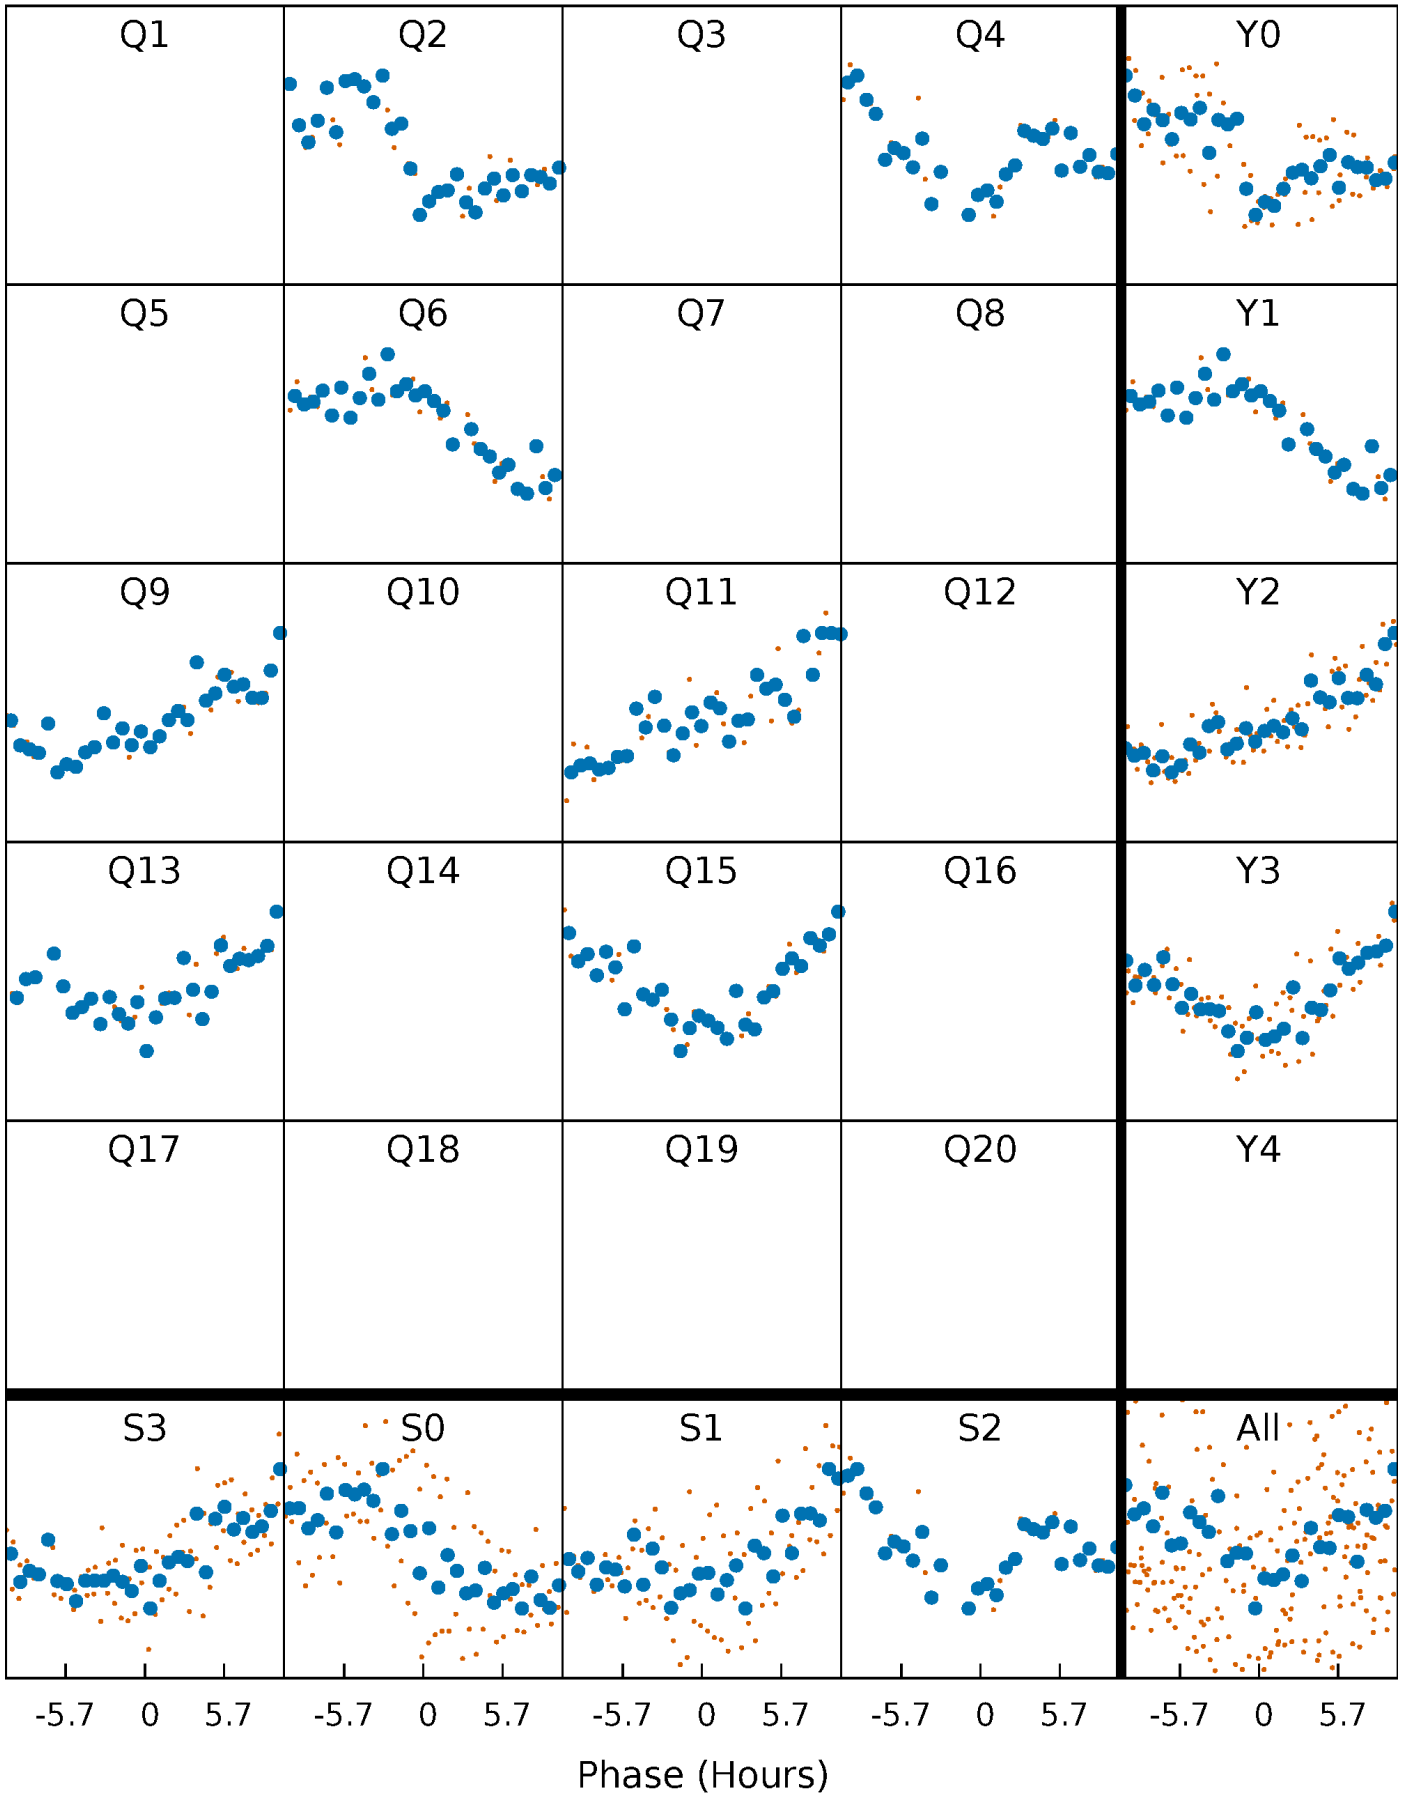 Q1 Q2 Q3 Q4 Y0
Q5 Q6 Q7 Q8 Y1
Q9 Q10 Q11 Q12 Y2
Q13 Q14 Q15 Q16 Y3
Q17 Q18 Q19 Q20 Y4
S3 S0 S1 S2 All
-5.7 0 5.7 -5.7 0 5.7 -5.7 0 5.7 -5.7 0 5.7 -5.7 0 5.7
Phase (Hours)